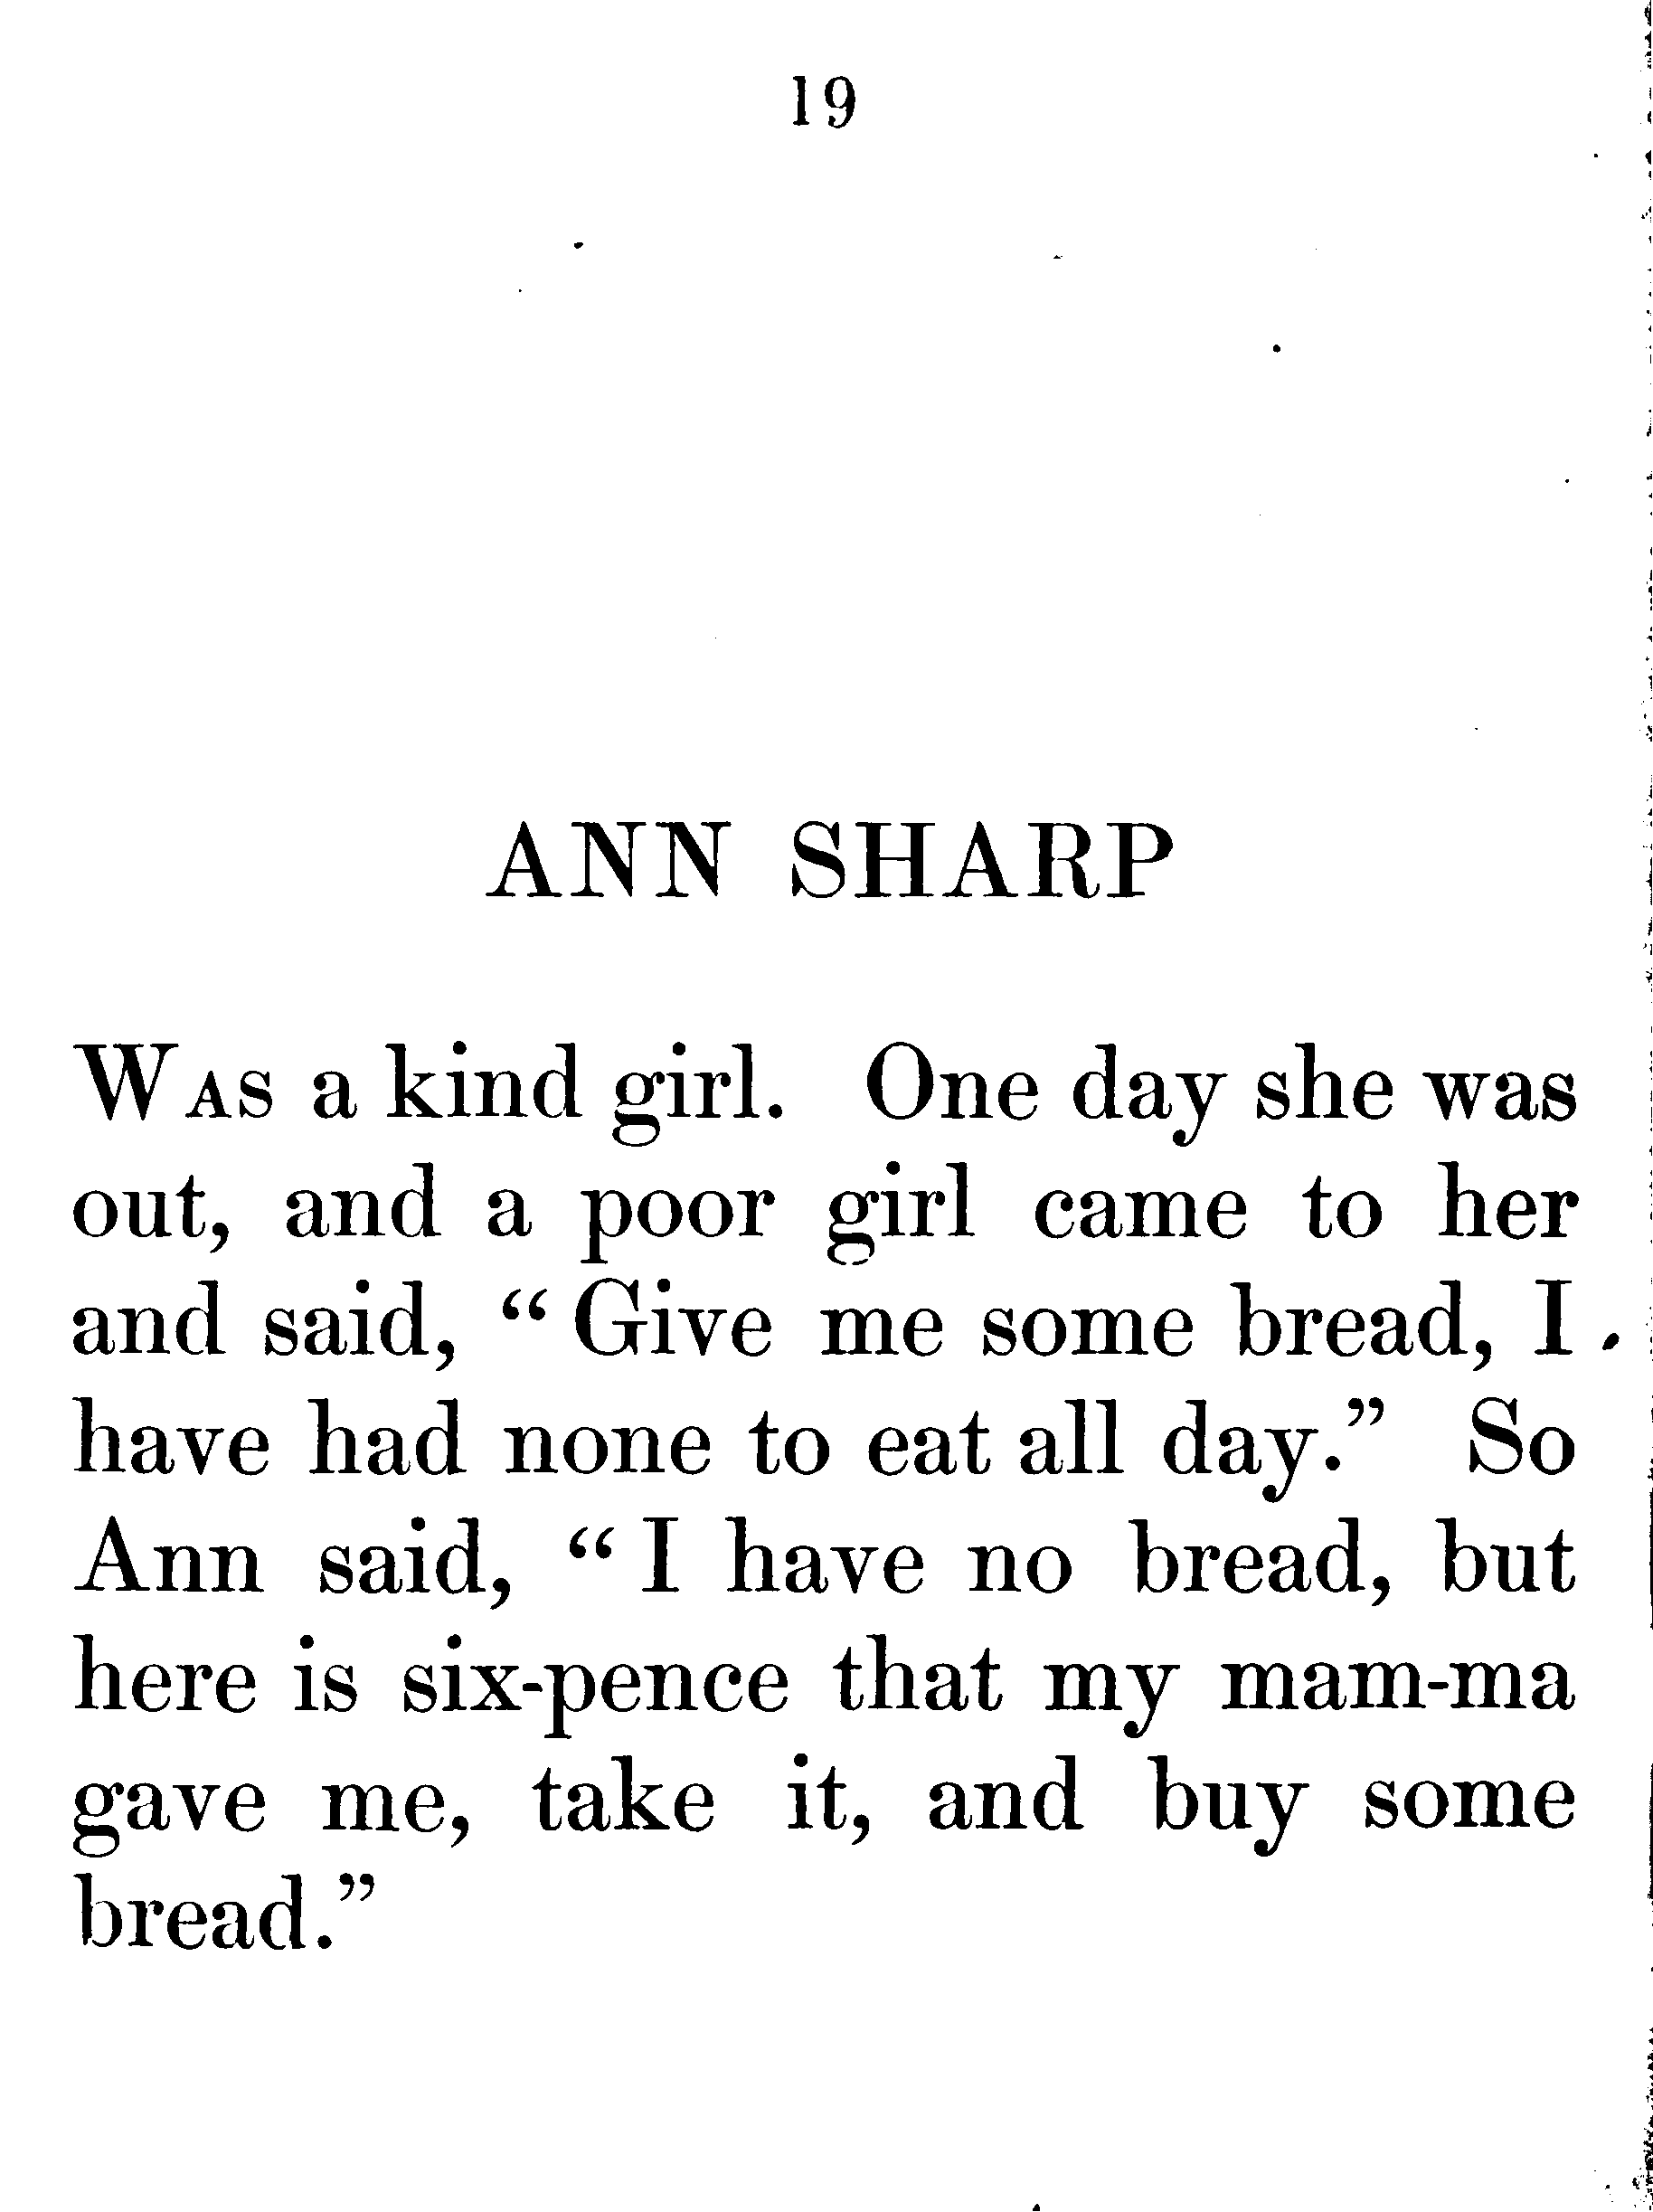 19
ANN SHARP
WAS a kind girl. One day she was
out, and a poor girl came to her
and said, “Give me some bread, I
have had none to eat all day.” So
Ann said, “I have no bread, but
here is six-pence that my mam-ma
gave me, take it, and buy some
bread.”